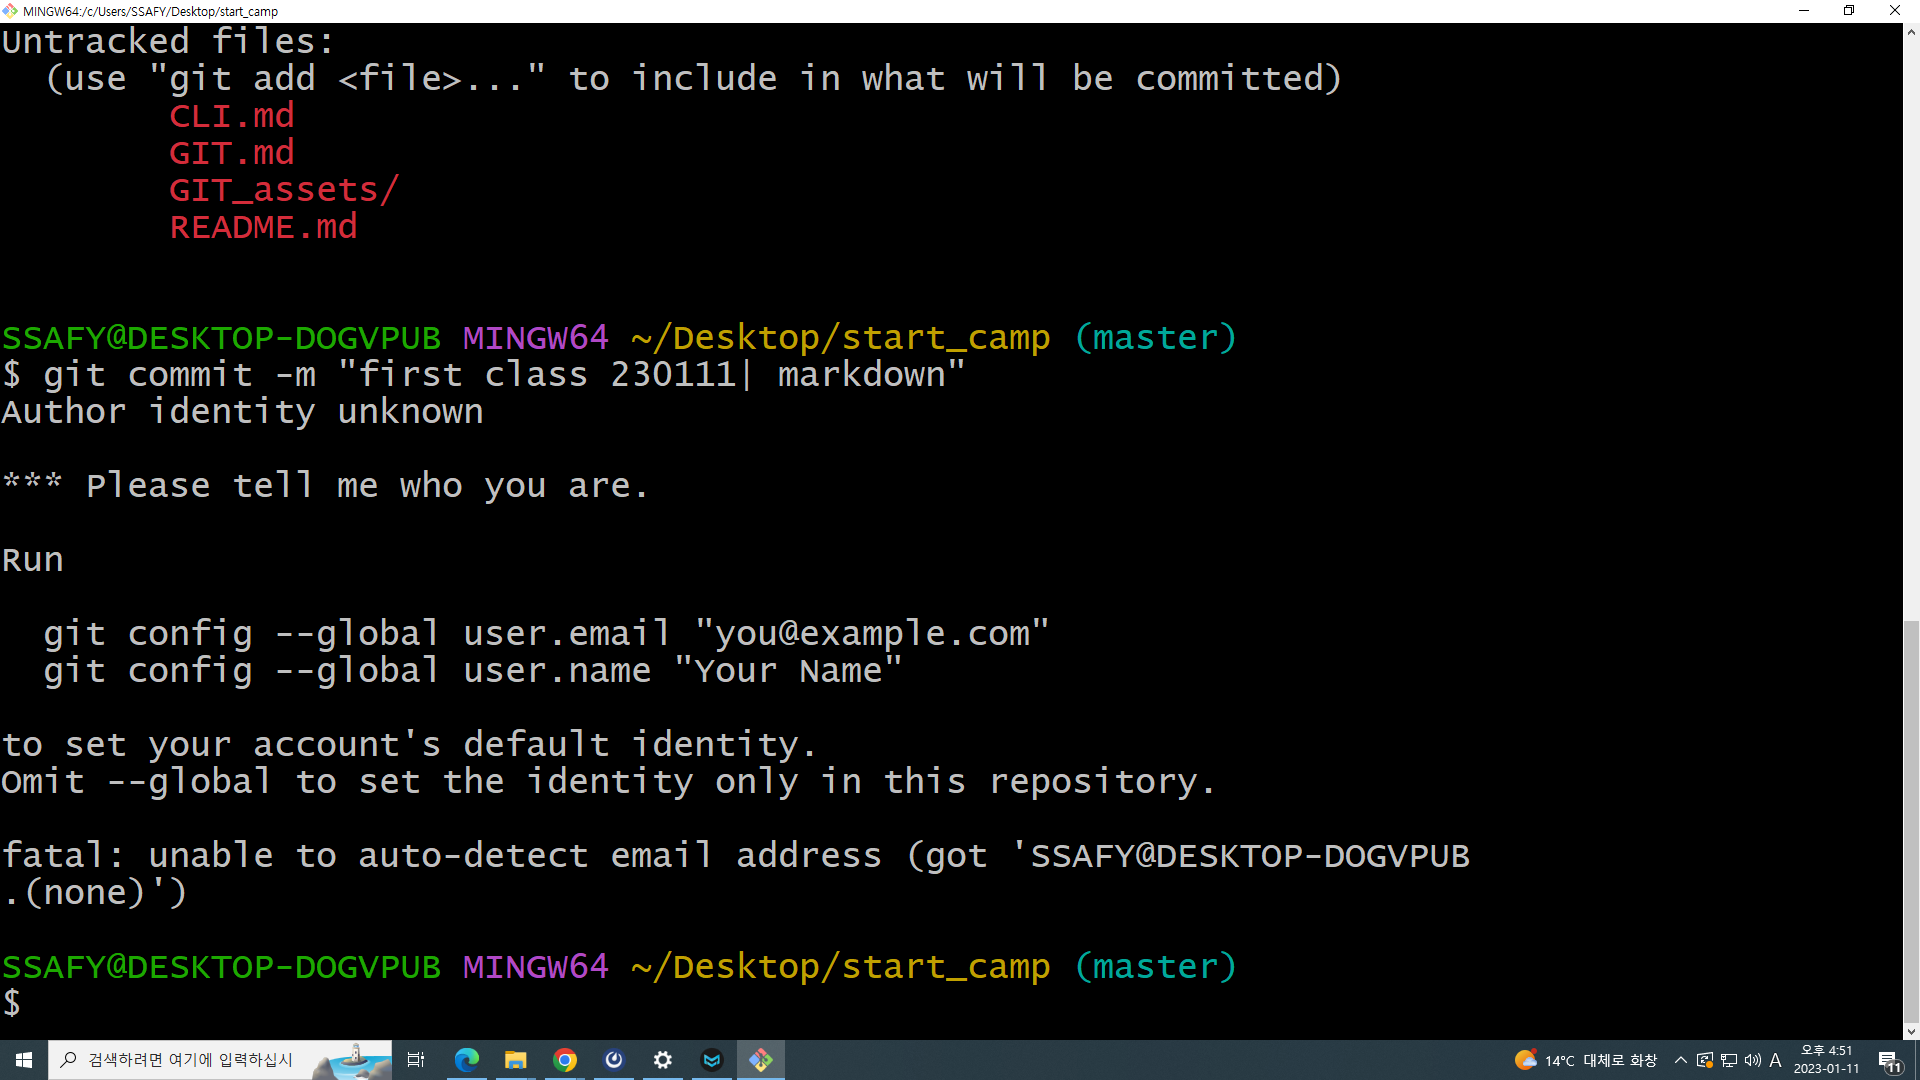 MINGW64:/c/Users/SSAFY/Desktop/start_camp
Untracked files:
  (use "git add <file>..." to include in what will be committed)
        CLI.md
        GIT.md
        GIT_assets/
        README.md
SSAFY@DESKTOP-DOGVPUB MINGW64 ~/Desktop/start_camp (master)
$ git commit -m "first class 230111| markdown"
Author identity unknown
*** Please tell me who you are.
Run
  git config --global user.email "you@example.com"
  git config --global user.name "Your Name"
to set your account's default identity.
Omit --global to set the identity only in this repository.
fatal: unable to auto-detect email address (got 'SSAFY@DESKTOP-DOGVPUB
.(none)')
SSAFY@DESKTOP-DOGVPUB MINGW64 ~/Desktop/start_camp (master)
$
검색하려면 여기에 입력하십시
14°C 대체로 화창
A
오후 4:51
2023-01-11
11